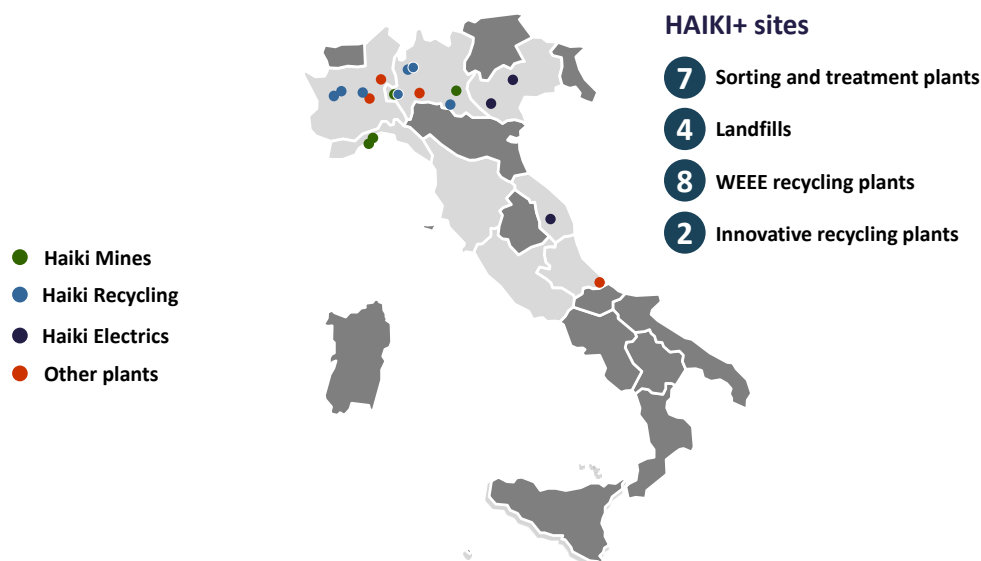 HAIKI+ sites
7 Sorting and treatment plants
4 Landfills
8 WEEE recycling plants
2 Innovative recycling plants
Haiki Mines
Haiki Recycling
Haiki Electrics
Other plants